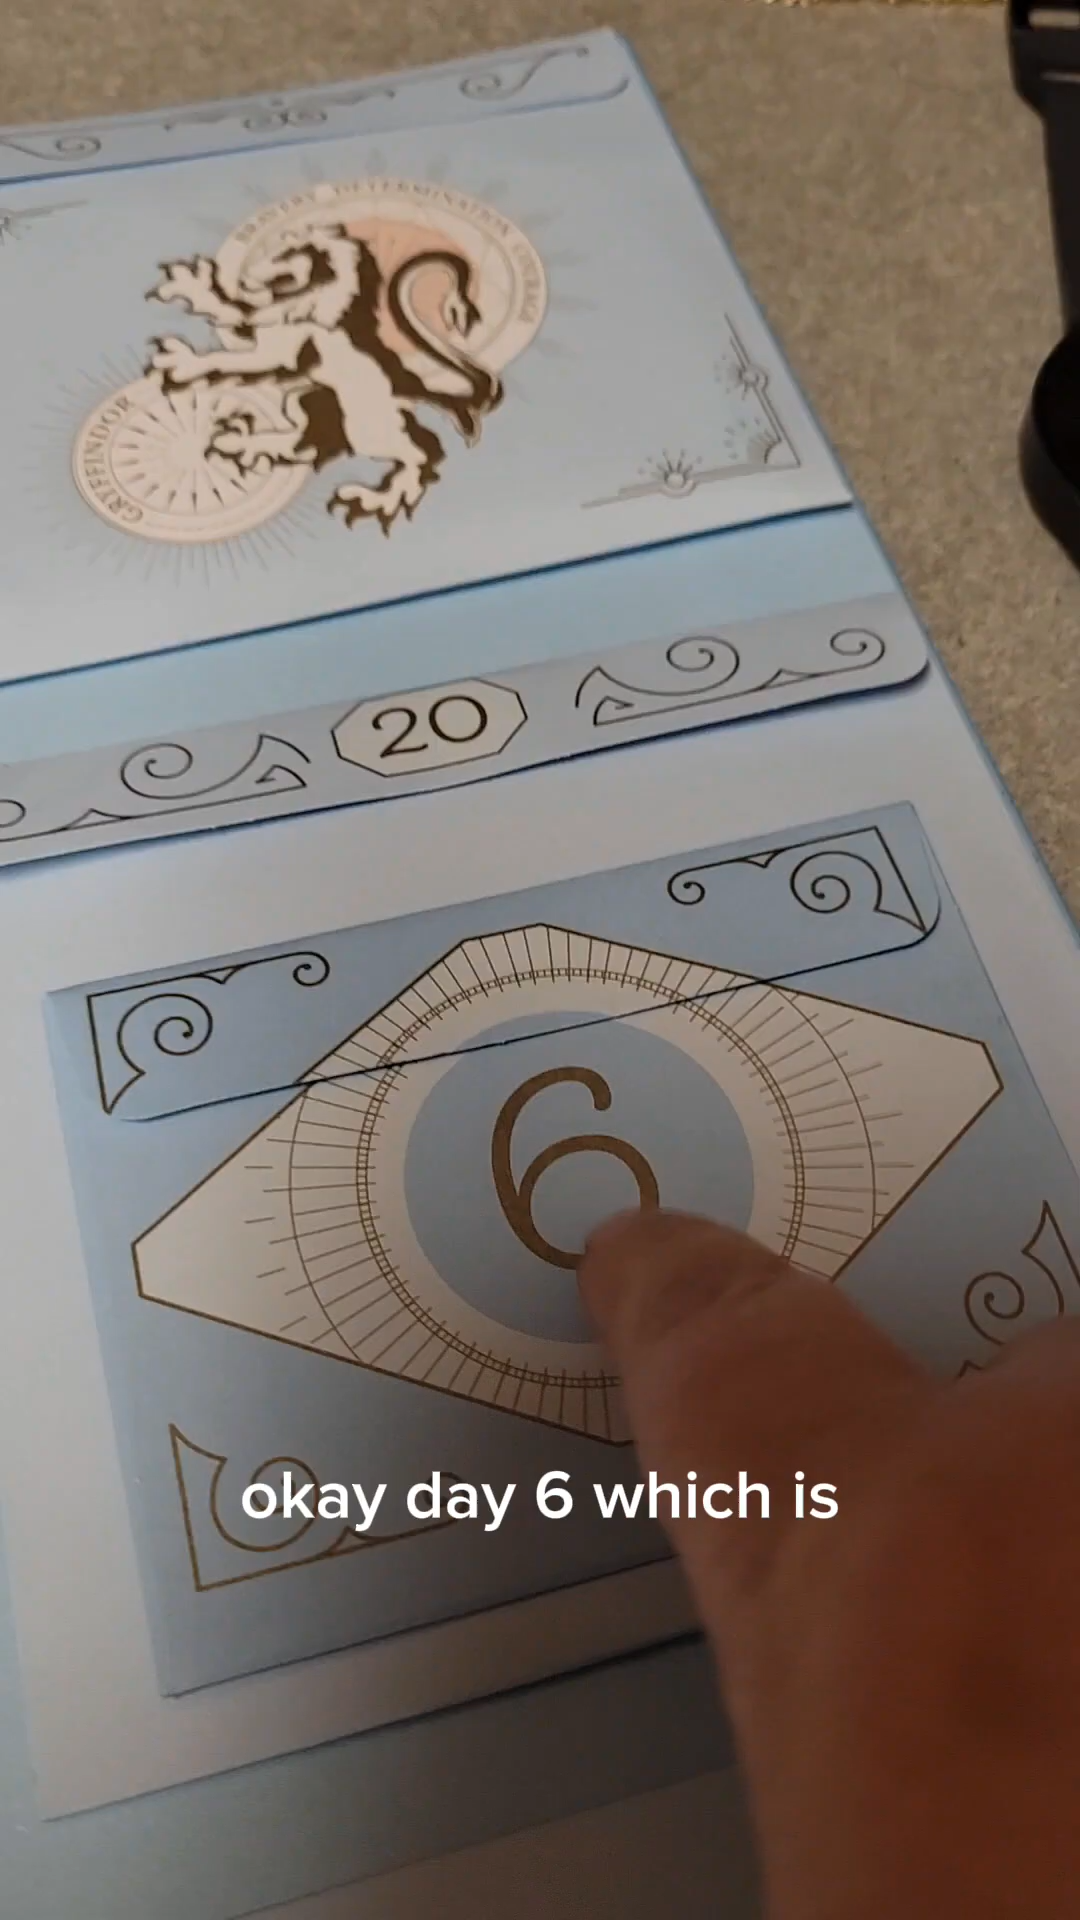 BRAVERY DETERMINATION COURAGE
GRYFFINDOR
20
6
okay day 6 which is